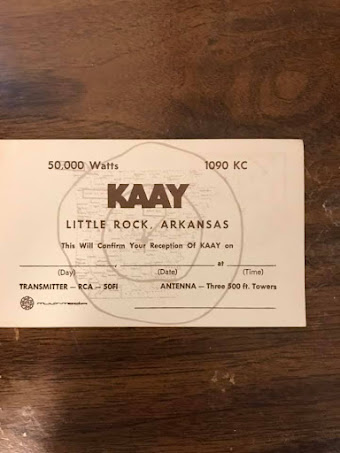 50,000 Watts 1090 KC
KAAY
LITTLE ROCK, ARKANSAS
This Will Confirm Your Reception Of KAAY on
, at
(Day) (Date) (Time)
TRANSMITTER — RCA — 50FI ANTENNA — Three 500 ft. Towers